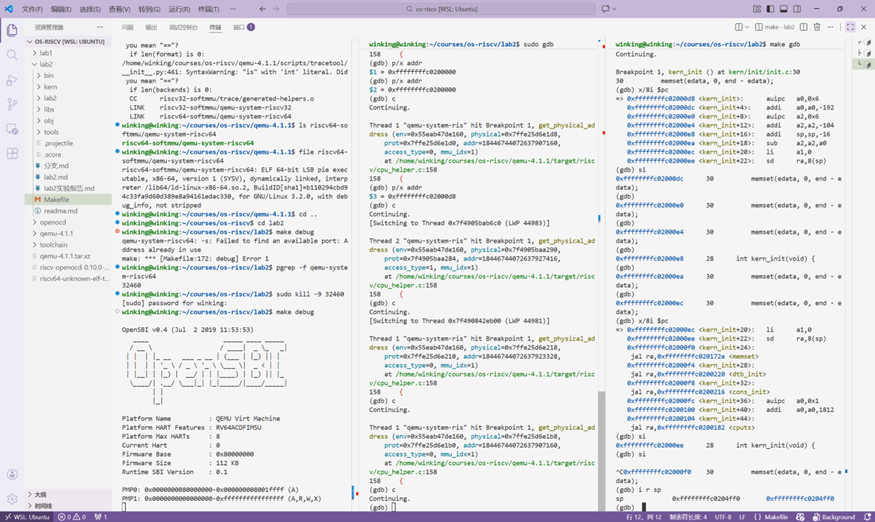 文件(F) 编辑(E) 选择(S) 查看(V) 转到(G) 运行(R) 终端(T) ···
os-riscv [WSL: Ubuntu]
资源管理器 ···
OS-RISCV [WSL: UBUNTU]
lab1
lab2
bin
kern
lab2
libs
obj
tools
.projectile
.score
分支.md
lab2.md
lab2实验报告.md
Makefile
readme.md
openocd
qemu-4.1.1
toolchain
qemu-4.1.1.tar.xz
riscv-openocd-0.10.0-...
riscv64-unknown-elf-t...
大纲
时间线
问题 输出 调试控制台 终端 端口 1
make - lab2
you mean "=="?
if len(format) is 0:
/home/winking/courses/os-riscv/qemu-4.1.1/scripts/tracetool/
__init__.py:461: SyntaxWarning: "is" with 'int' literal. Did
you mean "=="?
if len(backends) is 0:
CC riscv32-softmmu/trace/generated-helpers.o
LINK riscv64-softmmu/qemu-system-riscv64
LINK riscv32-softmmu/qemu-system-riscv32
winking@winking:~/courses/os-riscv/qemu-4.1.1$ ls riscv64-so
ftmmu/qemu-system-riscv64
riscv64-softmmu/qemu-system-riscv64
winking@winking:~/courses/os-riscv/qemu-4.1.1$ file riscv64-
softmmu/qemu-system-riscv64
riscv64-softmmu/qemu-system-riscv64: ELF 64-bit LSB pie exec
utable, x86-64, version 1 (SYSV), dynamically linked, interp
reter /lib64/ld-linux-x86-64.so.2, BuildID[sha1]=b110294cbd9
4c33fa9d60d389e8a94161edac330, for GNU/Linux 3.2.0, with deb
ug_info, not stripped
winking@winking:~/courses/os-riscv/qemu-4.1.1$ cd ..
winking@winking:~/courses/os-riscv$ cd lab2
winking@winking:~/courses/os-riscv/lab2$ make debug
qemu-system-riscv64: -s: Failed to find an available port: A
ddress already in use
make: *** [Makefile:172: debug] Error 1
winking@winking:~/courses/os-riscv/lab2$ pgrep -f qemu-syste
m-riscv64
32460
winking@winking:~/courses/os-riscv/lab2$ sudo kill -9 32460
[sudo] password for winking:
winking@winking:~/courses/os-riscv/lab2$ make debug
OpenSBI v0.4 (Jul 2 2019 11:53:53)
Platform Name : QEMU Virt Machine
Platform HART Features : RV64ACDFIMSU
Platform Max HARTs : 8
Current Hart : 0
Firmware Base : 0x80000000
Firmware Size : 112 KB
Runtime SBI Version : 0.1
PMP0: 0x0000000080000000-0x000000008001ffff (A)
PMP1: 0x0000000000000000-0xffffffffffffffff (A,R,W,X)
winking@winking:~/courses/os-riscv/lab2$ sudo gdb
158 {
(gdb) p/x addr
$1 = 0xffffffffc0200000
(gdb) p/x addr
$2 = 0xffffffffc0200000
(gdb) c
Continuing.
Thread 1 "qemu-system-ris" hit Breakpoint 1, get_physical_ad
dress (env=0x55eab47de160, physical=0x7ffe25d6e1d8,
prot=0x7ffe25d6e1d0, addr=18446744072637907160,
access_type=0, mmu_idx=1)
at /home/winking/courses/os-riscv/qemu-4.1.1/target/risc
v/cpu_helper.c:158
158 {
(gdb) p/x addr
$3 = 0xffffffffc02000d8
(gdb) c
Continuing.
[Switching to Thread 0x7f4905bab6c0 (LWP 44983)]
Thread 2 "qemu-system-ris" hit Breakpoint 1, get_physical_ad
dress (env=0x55eab47de160, physical=0x7f4905baa290,
prot=0x7f4905baa284, addr=18446744072637927416,
access_type=1, mmu_idx=1)
at /home/winking/courses/os-riscv/qemu-4.1.1/target/risc
v/cpu_helper.c:158
158 {
(gdb) c
Continuing.
[Switching to Thread 0x7f490842eb00 (LWP 44981)]
Thread 1 "qemu-system-ris" hit Breakpoint 1, get_physical_ad
dress (env=0x55eab47de160, physical=0x7ffe25d6e218,
prot=0x7ffe25d6e210, addr=18446744072637923328,
access_type=0, mmu_idx=1)
at /home/winking/courses/os-riscv/qemu-4.1.1/target/risc
v/cpu_helper.c:158
158 {
(gdb) c
Continuing.
Thread 1 "qemu-system-ris" hit Breakpoint 1, get_physical_ad
dress (env=0x55eab47de160, physical=0x7ffe25d6e1b8,
prot=0x7ffe25d6e1b0, addr=18446744072637907160,
access_type=0, mmu_idx=1)
at /home/winking/courses/os-riscv/qemu-4.1.1/target/risc
v/cpu_helper.c:158
158 {
(gdb) c
Continuing.
(gdb)
winking@winking:~/courses/os-riscv/lab2$ make gdb
Continuing.
Breakpoint 1, kern_init () at kern/init/init.c:30
30 memset(edata, 0, end - edata);
(gdb) x/8i $pc
=> 0xffffffffc02000d8 <kern_init>: auipc a0,0x6
0xffffffffc02000dc <kern_init+4>: addi a0,a0,-192
0xffffffffc02000e0 <kern_init+8>: auipc a2,0x6
0xffffffffc02000e4 <kern_init+12>: addi a2,a2,-104
0xffffffffc02000e8 <kern_init+16>: addi sp,sp,-16
0xffffffffc02000ea <kern_init+18>: sub a2,a2,a0
0xffffffffc02000ec <kern_init+20>: li a1,0
0xffffffffc02000ee <kern_init+22>: sd ra,8(sp)
(gdb) si
0xffffffffc02000dc 30 memset(edata, 0, end - e
data);
(gdb)
0xffffffffc02000e0 30 memset(edata, 0, end - e
data);
(gdb)
0xffffffffc02000e4 30 memset(edata, 0, end - e
data);
(gdb)
0xffffffffc02000e8 28 int kern_init(void) {
(gdb)
0xffffffffc02000ea 30 memset(edata, 0, end - e
data);
(gdb)
0xffffffffc02000ec 30 memset(edata, 0, end - e
data);
(gdb) x/8i $pc
=> 0xffffffffc02000ec <kern_init+20>: li a1,0
0xffffffffc02000ee <kern_init+22>: sd ra,8(sp)
0xffffffffc02000f0 <kern_init+24>:
jal ra,0xffffffffc020172e <memset>
0xffffffffc02000f4 <kern_init+28>:
jal ra,0xffffffffc0200220 <dtb_init>
0xffffffffc02000f8 <kern_init+32>:
jal ra,0xffffffffc0200216 <cons_init>
0xffffffffc02000fc <kern_init+36>: auipc a0,0x1
0xffffffffc0200100 <kern_init+40>: addi a0,a0,1812
0xffffffffc0200104 <kern_init+44>:
jal ra,0xffffffffc0200182 <cputs>
(gdb) si
0xffffffffc02000ee 28 int kern_init(void) {
(gdb) si
^C0xffffffffc02000f0 30 memset(edata, 0, end - e
data);
(gdb) i r sp
sp 0xffffffffc0204ff0 0xffffffffc0204ff0
(gdb)
WSL: Ubuntu 0 0 1 行 12，列 12 制表符长度: 4 UTF-8 LF Makefile Background